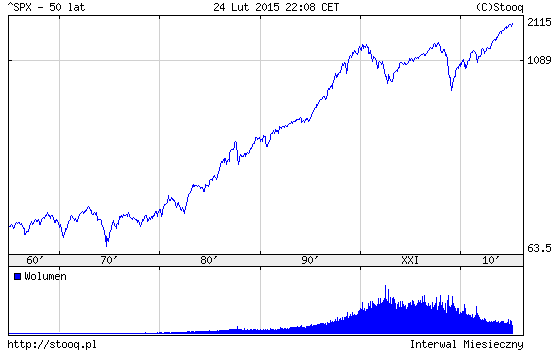 ^SPX - 50 lat 24 Lut 2015 22:08 CET (C)Stooq
2115
1089
63.5
60' 70' 80' 90' XXI 10'
Wolumen
http://stooq.pl Interwal Miesieczny